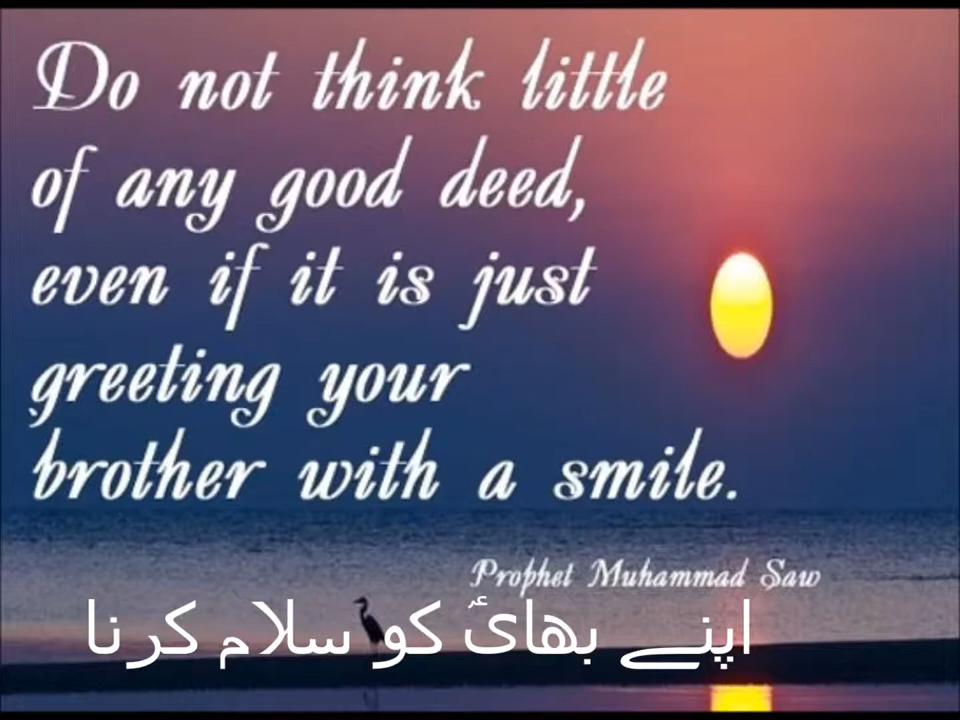 Do not think little
of any good deed,
even if it is just
greeting your
brother with a smile.
Prophet Muhammad Saw
اپنے بھایٔ کو سلام کرنا